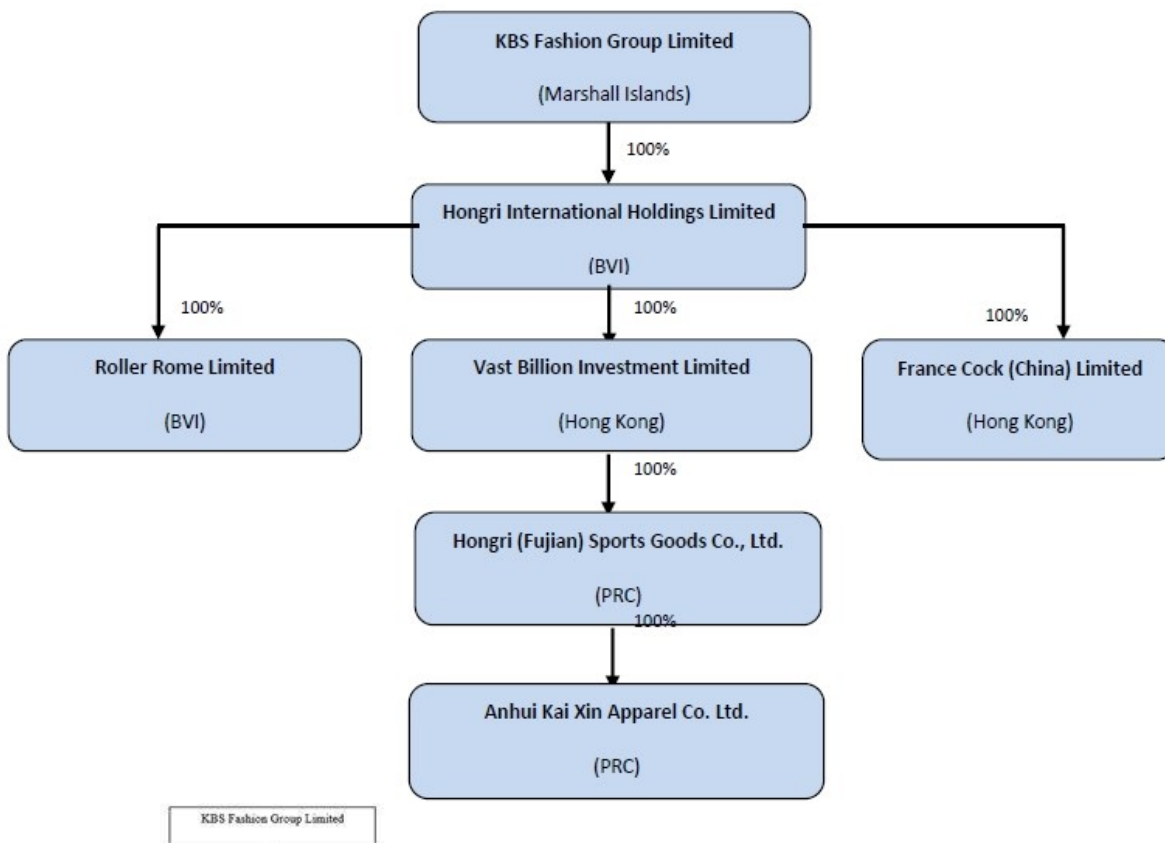 KBS Fashion Group Limited
(Marshall Islands)
100%
Hongri International Holdings Limited
(BVI)
100%
100%
100%
Roller Rome Limited
(BVI)
Vast Billion Investment Limited
(Hong Kong)
France Cock (China) Limited
(Hong Kong)
100%
Hongri (Fujian) Sports Goods Co., Ltd.
(PRC)
100%
Anhui Kai Xin Apparel Co. Ltd.
(PRC)
KBS Fashion Group Limited